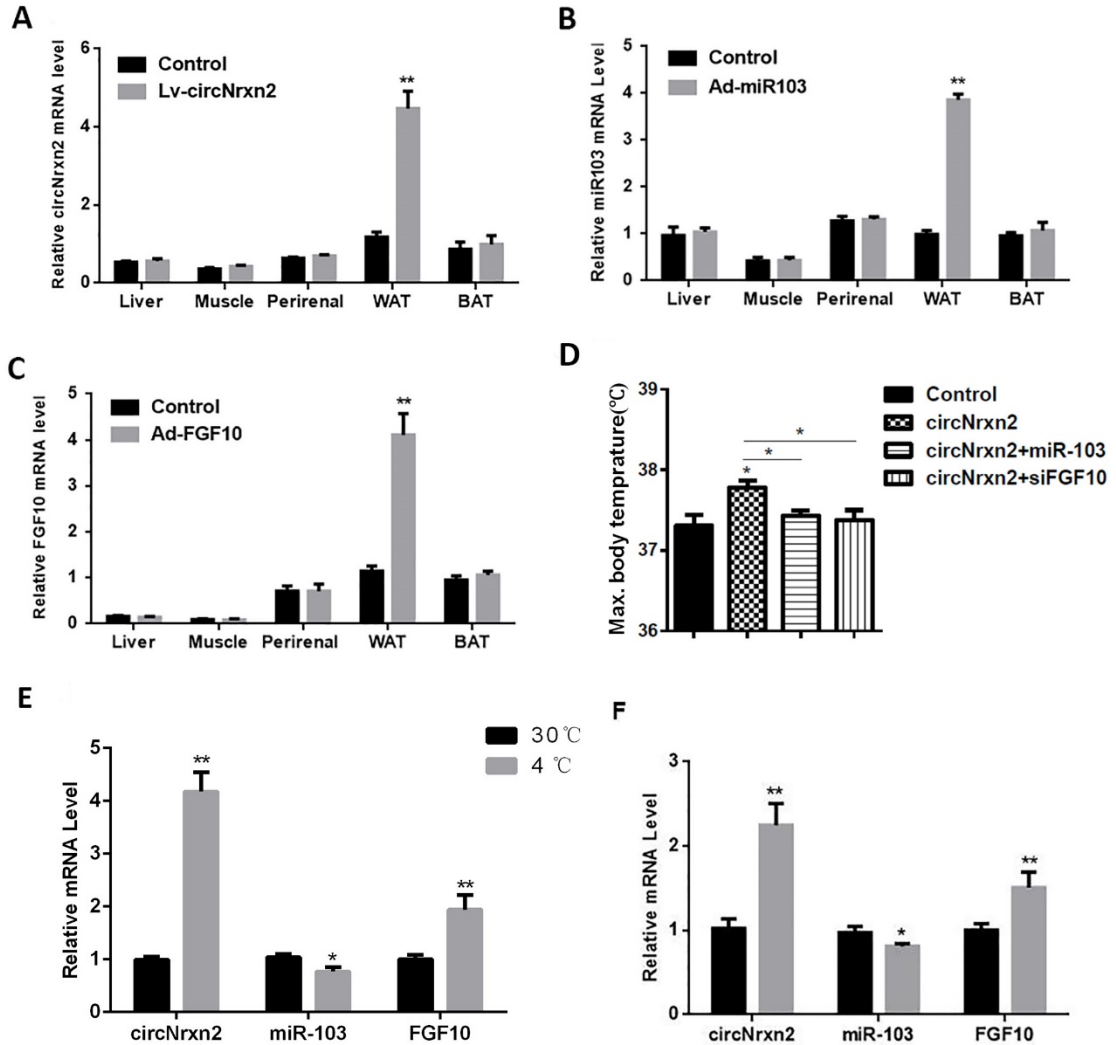 A
Relative circNrxn2 mRNA level
6
4
2
0
Control
Lv-circNrxn2
**
Liver Muscle Perirenal WAT BAT
B
Relative miR103 mRNA Level
5
4
3
2
1
0
Control
Ad-miR103
**
Liver Muscle Perirenal WAT BAT
C
Relative FGF10 mRNA level
5
4
3
2
1
0
Control
Ad-FGF10
**
Liver Muscle Perirenal WAT BAT
D
Max. body temprature(℃)
39
38
37
36
*
*
*
Control
circNrxn2
circNrxn2+miR-103
circNrxn2+siFGF10
E
Relative mRNA Level
5
4
3
2
1
0
30 ℃
4 ℃
**
*
**
circNrxn2 miR-103 FGF10
F
Relative mRNA Level
3
2
1
0
**
*
**
circNrxn2 miR-103 FGF10